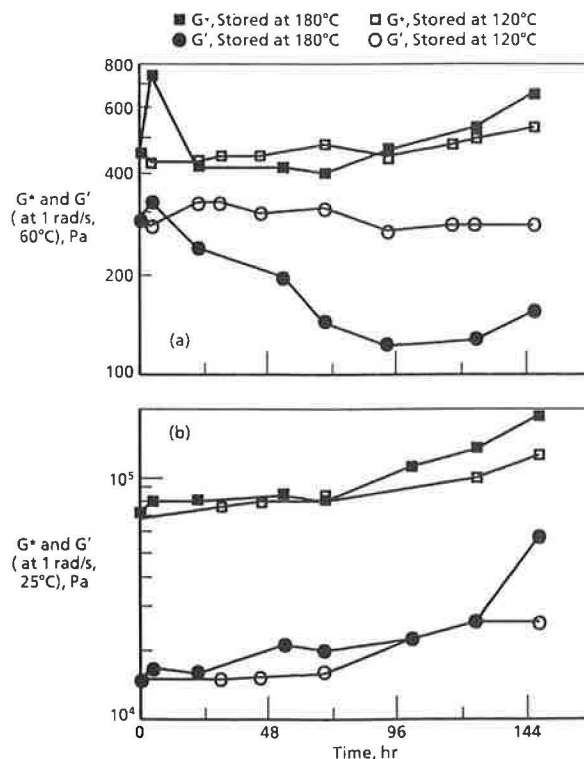 G*, Stored at 180°C G*, Stored at 120°C
G′, Stored at 180°C G′, Stored at 120°C
800
600
400
G* and G′
( at 1 rad/s,
60°C), Pa
200
(a)
100
(b)
10⁵
G* and G′
( at 1 rad/s,
25°C), Pa
10⁴
0 48 96 144
Time, hr